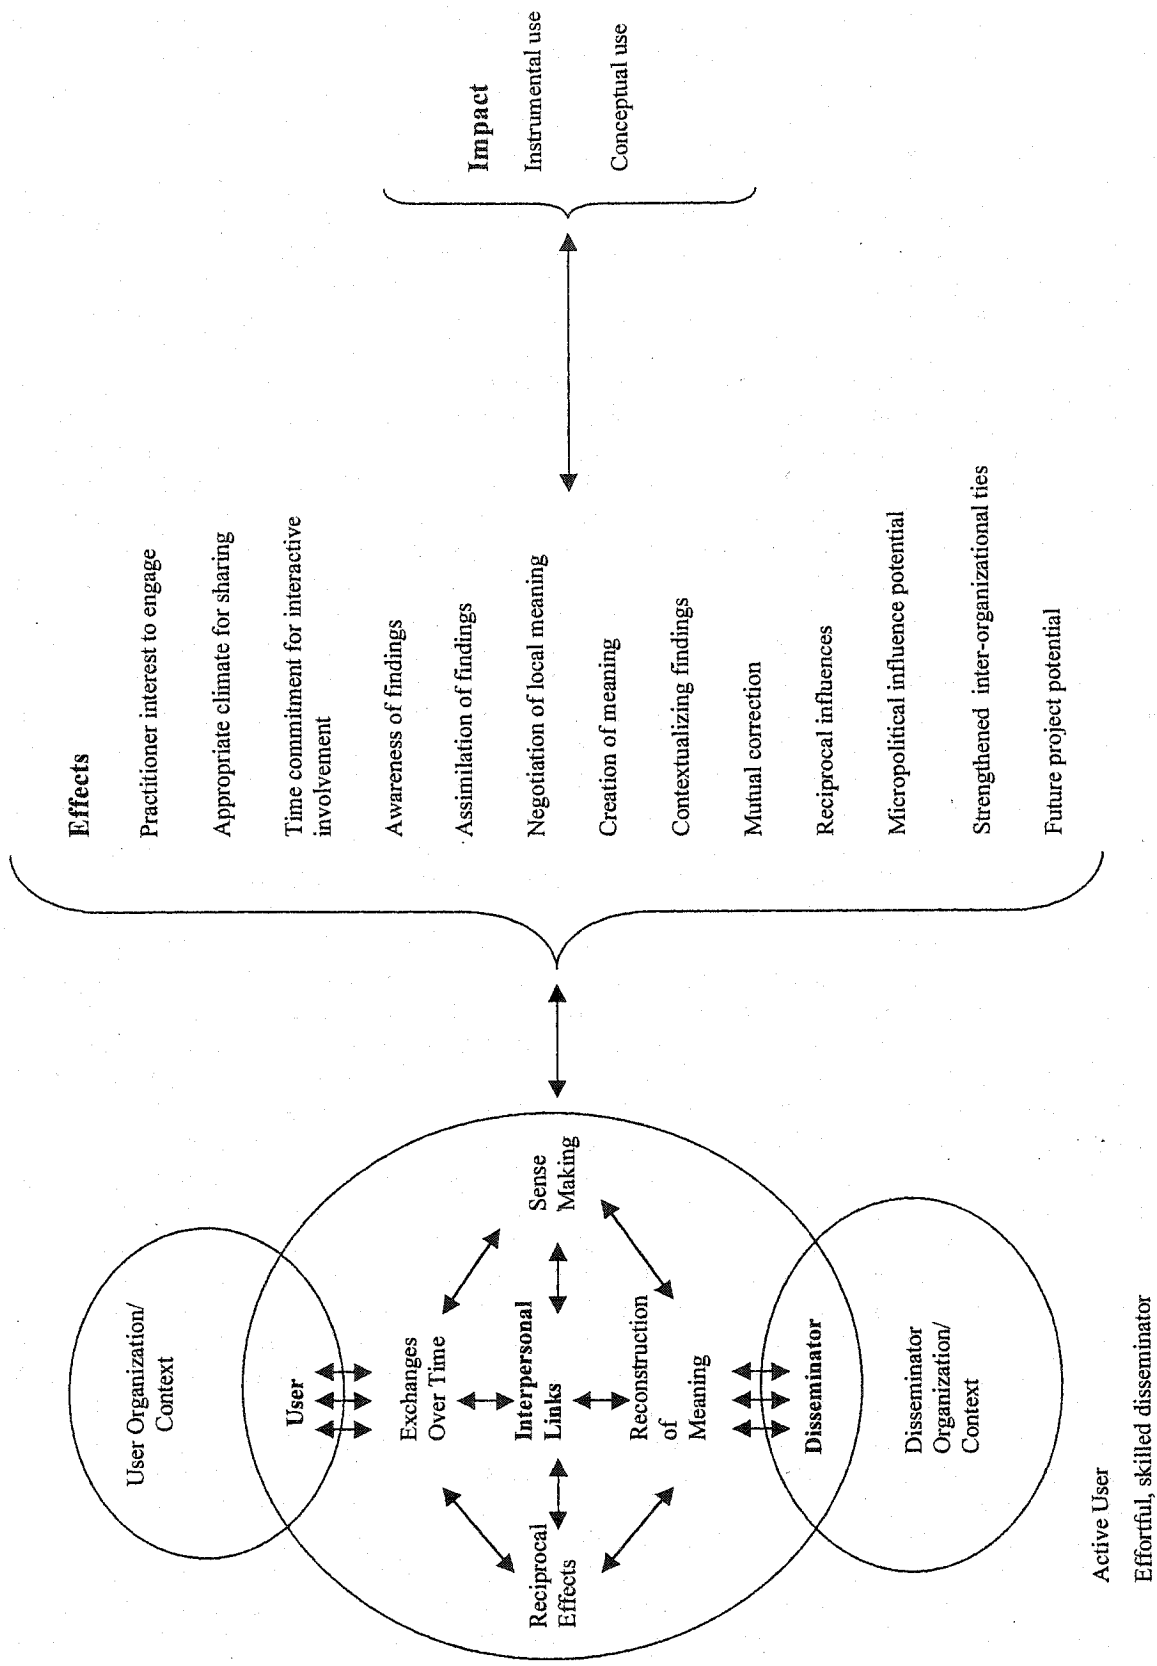 User Organization/
Context
User
Exchanges
Over Time
Reciprocal
Effects
Interpersonal
Links
Sense
Making
Reconstruction
of
Meaning
Disseminator
Disseminator
Organization/
Context
Active User
Effortful, skilled disseminator
Effects
Practitioner interest to engage
Appropriate climate for sharing
Time commitment for interactive
involvement
Awareness of findings
Assimilation of findings
Negotiation of local meaning
Creation of meaning
Contextualizing findings
Mutual correction
Reciprocal influences
Micropolitical influence potential
Strengthened inter-organizational ties
Future project potential
Impact
Instrumental use
Conceptual use